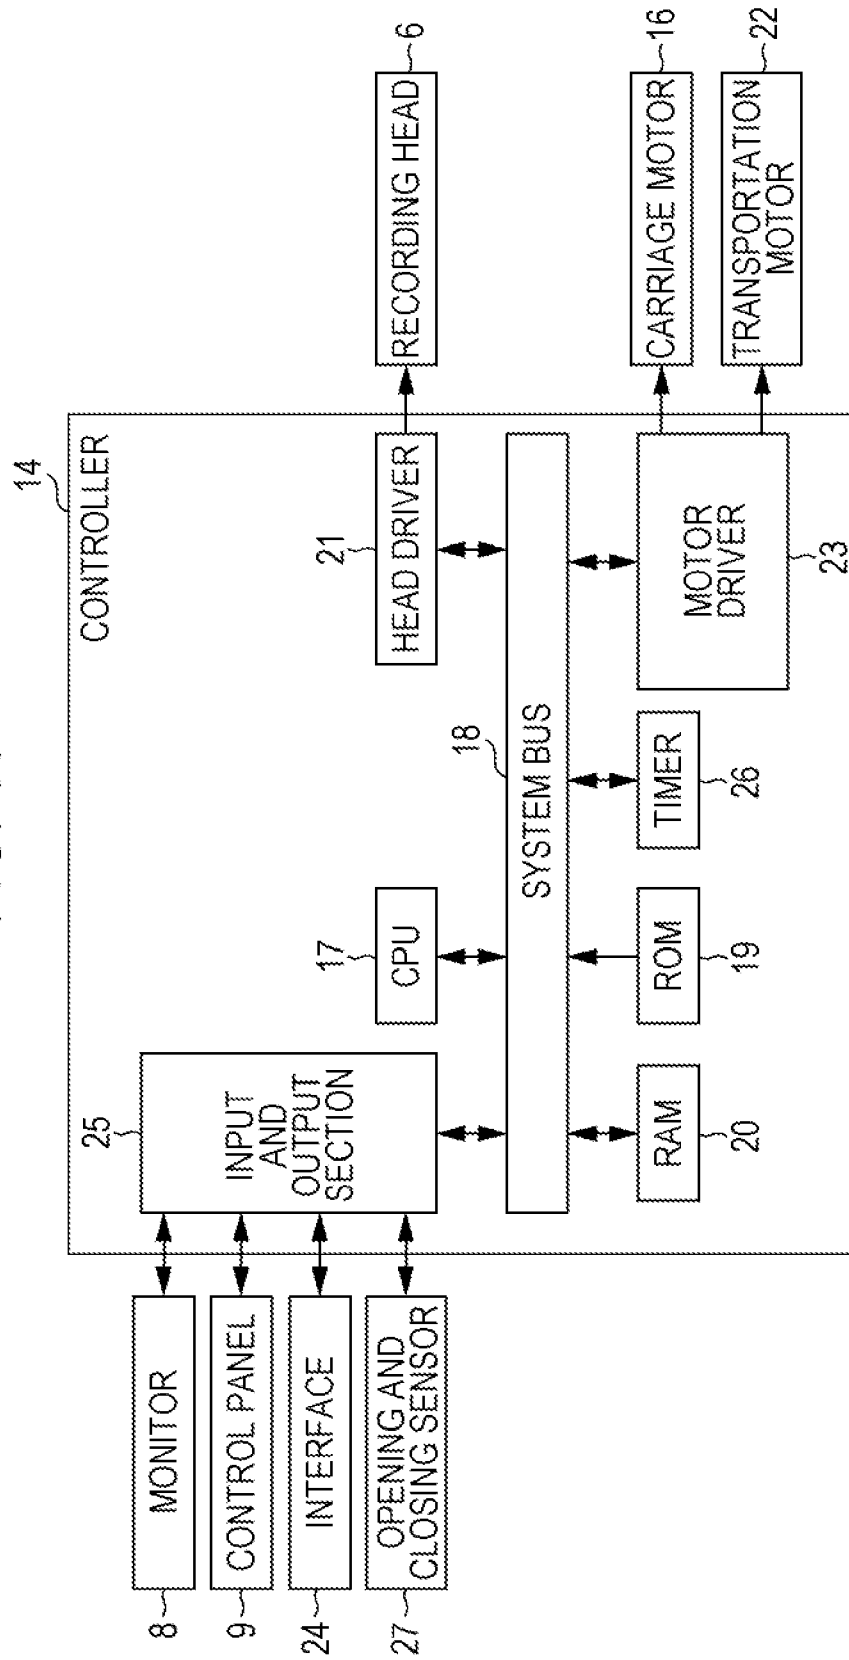 14
CONTROLLER
8
MONITOR
9
CONTROL PANEL
24
INTERFACE
27
OPENING AND
CLOSING SENSOR
25
INPUT
AND
OUTPUT
SECTION
17
CPU
21
HEAD DRIVER
RECORDING HEAD
6
18
SYSTEM BUS
RAM
20
ROM
19
TIMER
26
MOTOR
DRIVER
23
CARRIAGE MOTOR
16
TRANSPORTATION
MOTOR
22